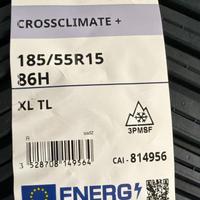 CROSSCLIMATE +
185/55R15
86H
XL TL
3PMSF
CAI - 814956
3 528708 149564
ENERG